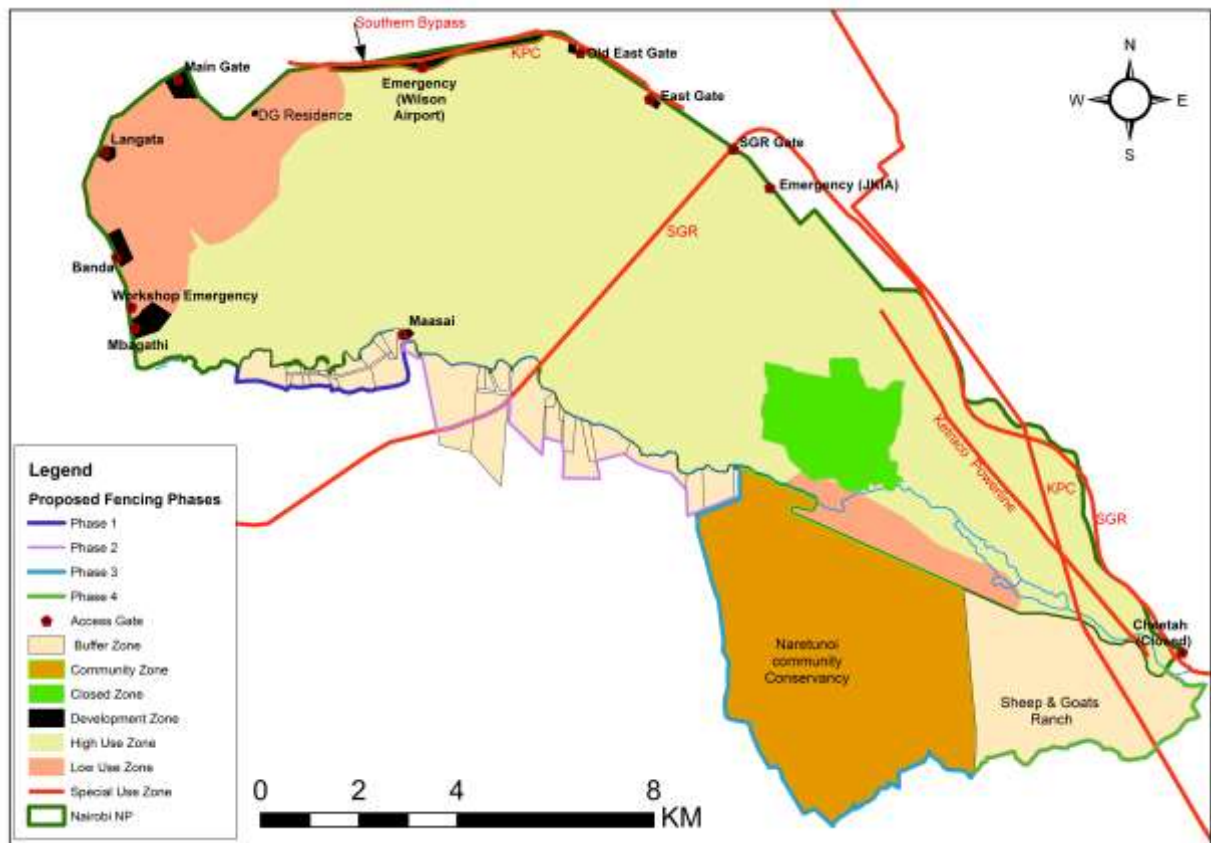 Southern Bypass
KPC
Old East Gate
Main Gate
Emergency
(Wilson
Airport)
East Gate
DG Residence
N
W
E
S
Langata
SGR Gate
Emergency (JKIA)
SGR
Banda
Workshop Emergency
Mbagathi
Maasai
Ketraco Powerline
KPC
SGR
Cheetah
(Closed)
Naretunoi
community
Conservancy
Sheep & Goats
Ranch
Legend
Proposed Fencing Phases
Phase 1
Phase 2
Phase 3
Phase 4
Access Gate
Buffer Zone
Community Zone
Closed Zone
Development Zone
High Use Zone
Low Use Zone
Special Use Zone
Nairobi NP
0 2 4 8
KM